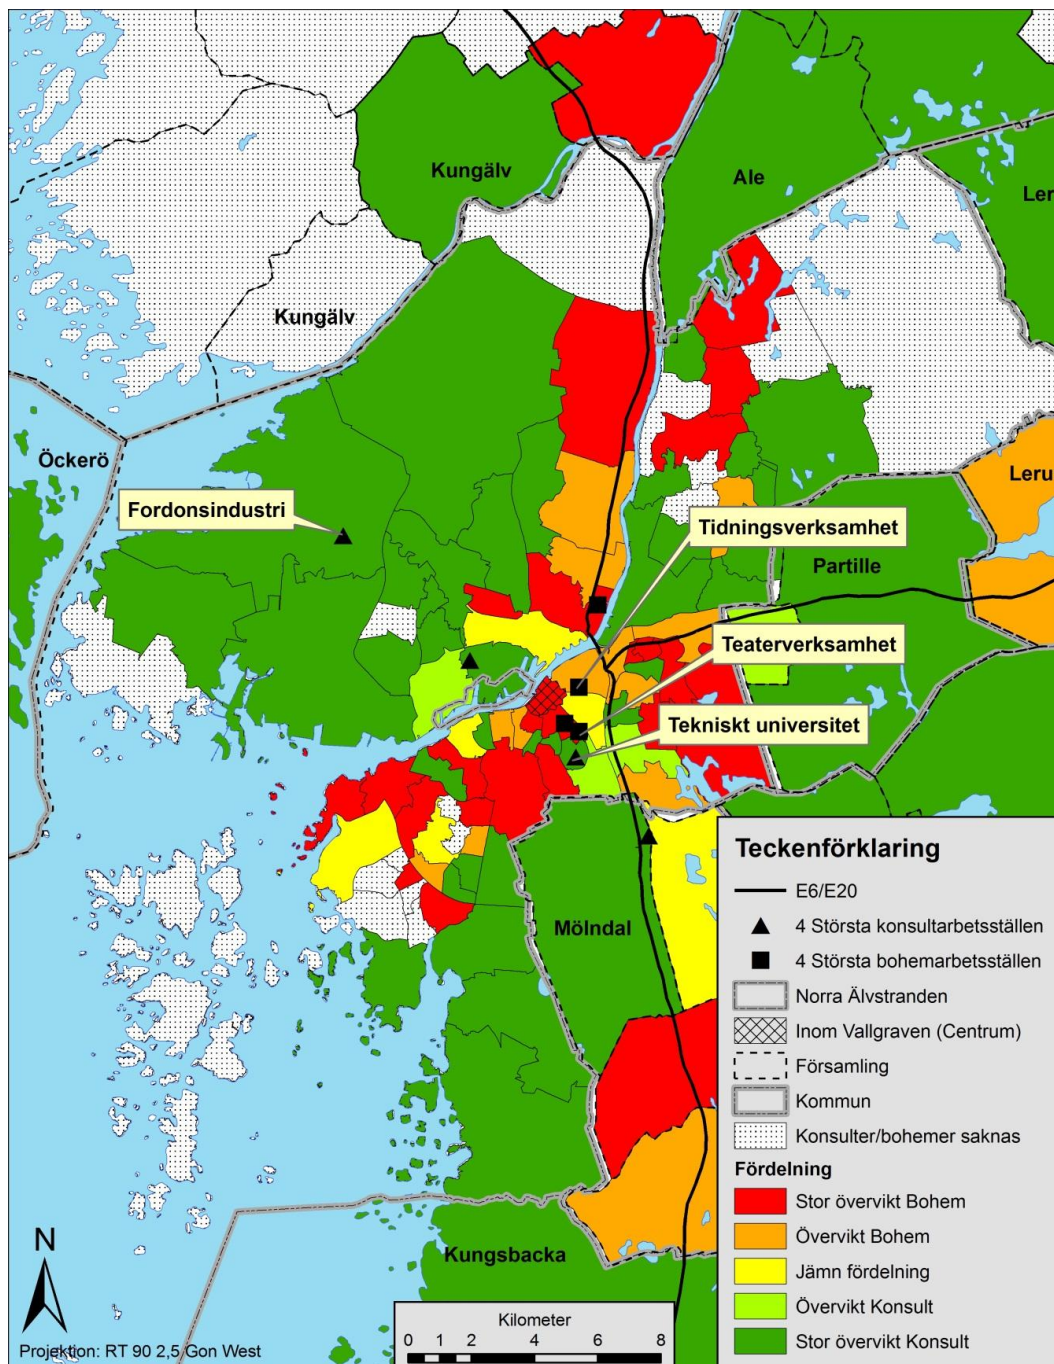 Kungälv
Ale
Ler
Kungälv
Öckerö
Leru
Fordonsindustri
Tidningsverksamhet
Partille
Teaterverksamhet
Tekniskt universitet
Mölndal
Kungsbacka
Teckenförklaring
E6/E20
4 Största konsultarbetsställen
4 Största bohemarbetsställen
Norra Älvstranden
Inom Vallgraven (Centrum)
Församling
Kommun
Konsulter/bohemer saknas
Fördelning
Stor övervikt Bohem
Övervikt Bohem
Jämn fördelning
Övervikt Konsult
Stor övervikt Konsult
N
Kilometer
0 1 2 4 6 8
Projektion: RT 90 2,5 Gon West